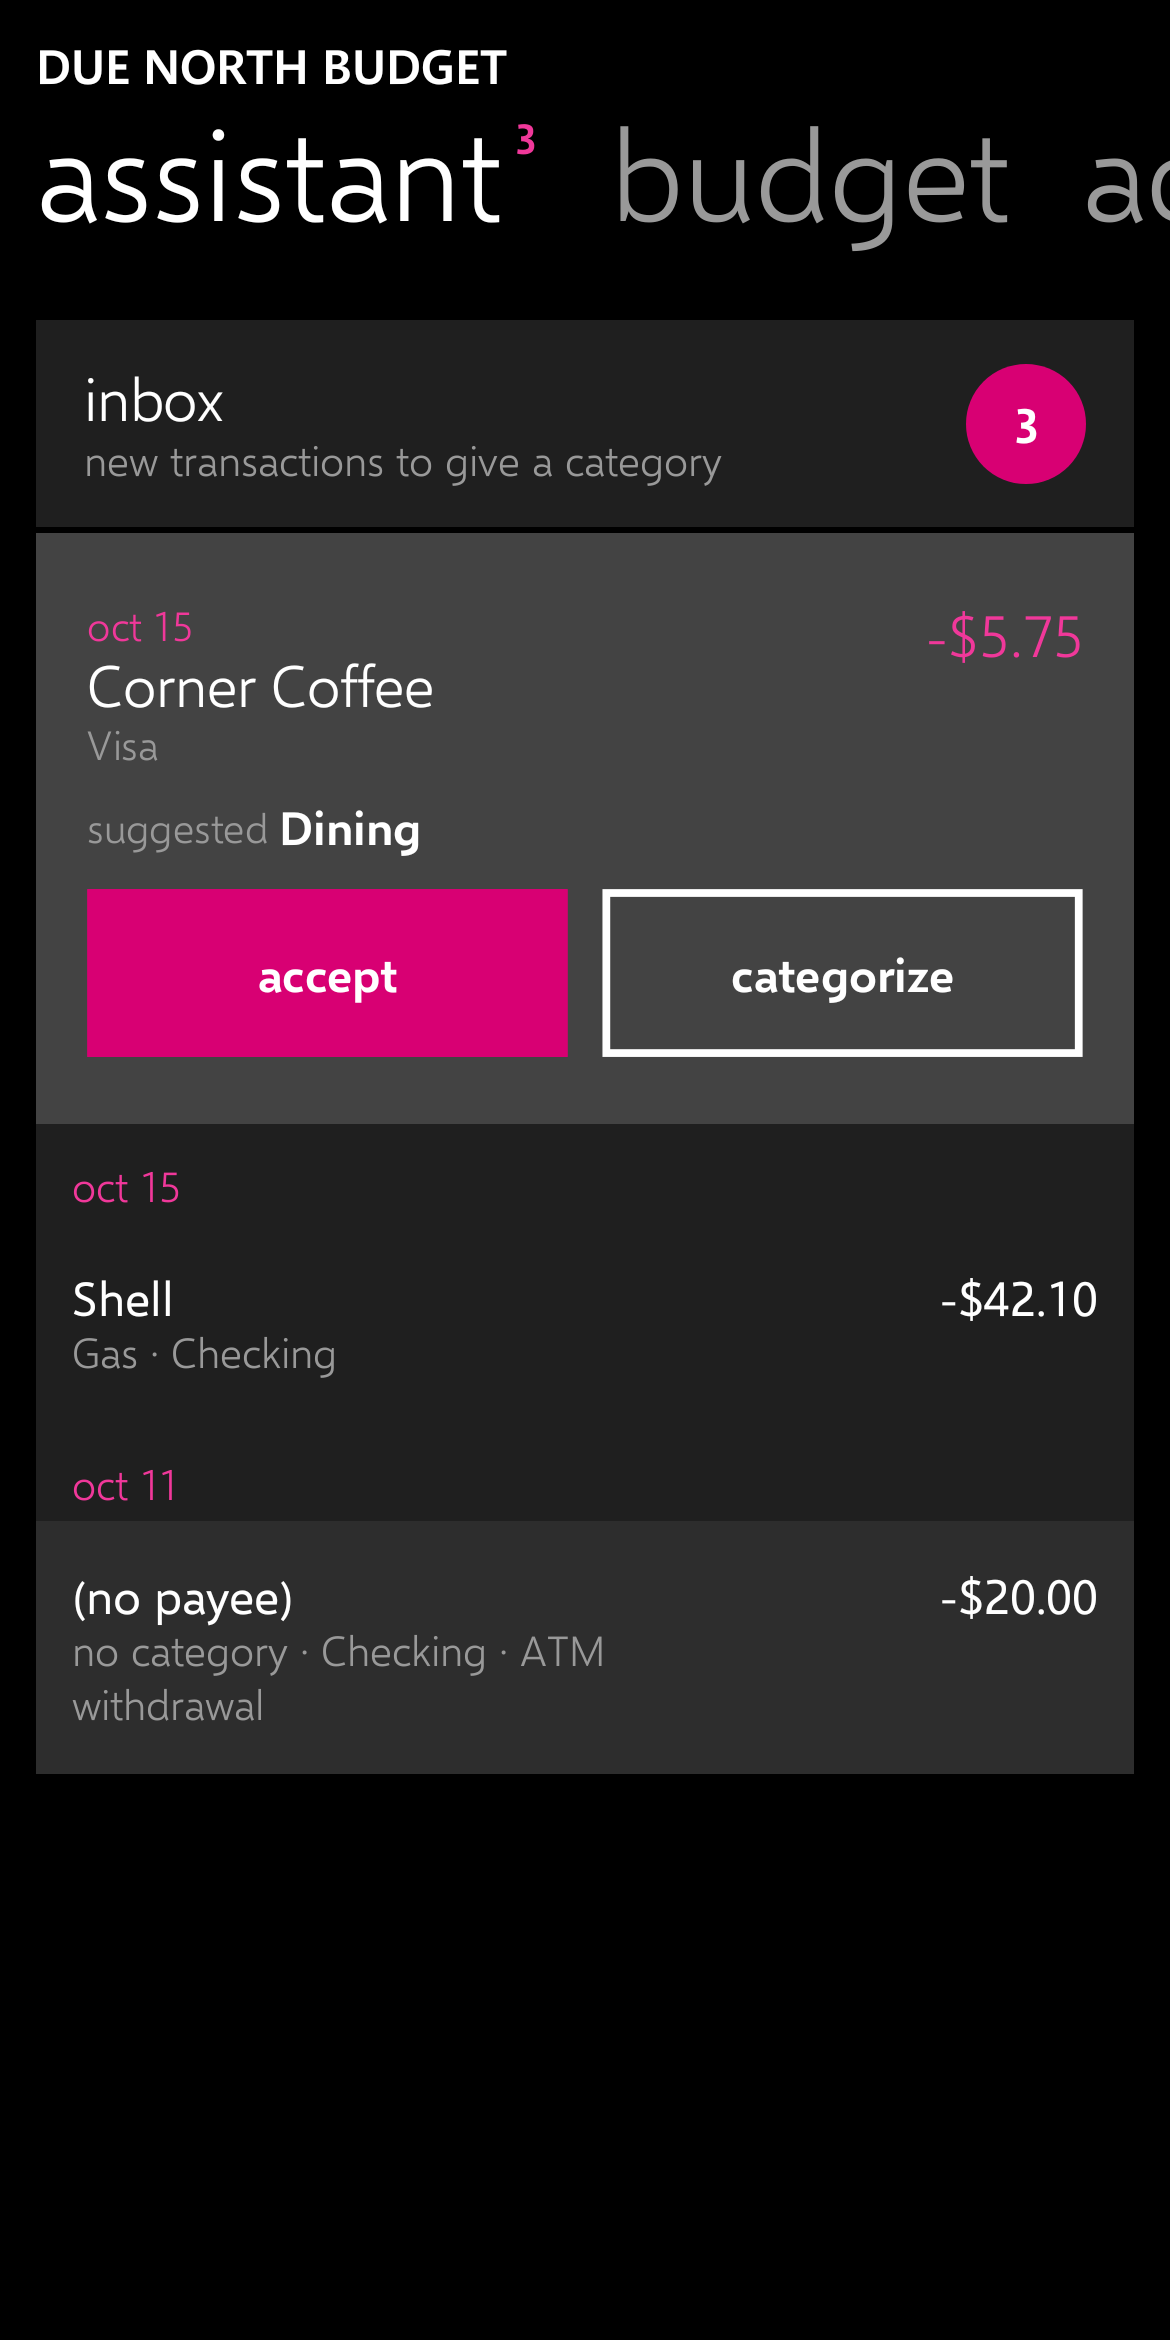 DUE NORTH BUDGET
assistant 3 budget ac
inbox
new transactions to give a category
3
oct 15
-$5.75
Corner Coffee
Visa
suggested Dining
accept
categorize
oct 15
Shell
-$42.10
Gas · Checking
oct 11
(no payee)
-$20.00
no category · Checking · ATM
withdrawal